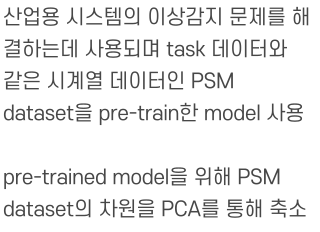 산업용 시스템의 이상감지 문제를 해
결하는데 사용되며 task 데이터와
같은 시계열 데이터인 PSM
dataset을 pre-train한 model 사용
pre-trained model을 위해 PSM
dataset의 차원을 PCA를 통해 축소